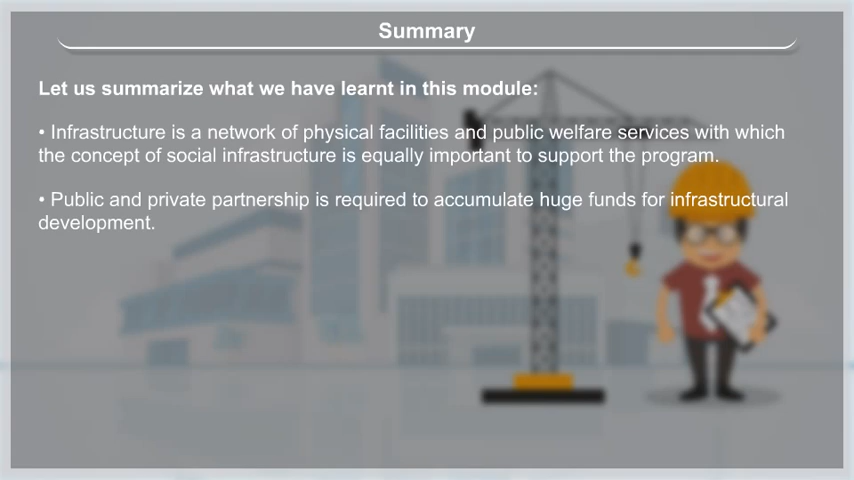 Summary
Let us summarize what we have learnt in this module:
• Infrastructure is a network of physical facilities and public welfare services with which
the concept of social infrastructure is equally important to support the program.
• Public and private partnership is required to accumulate huge funds for infrastructural
development.